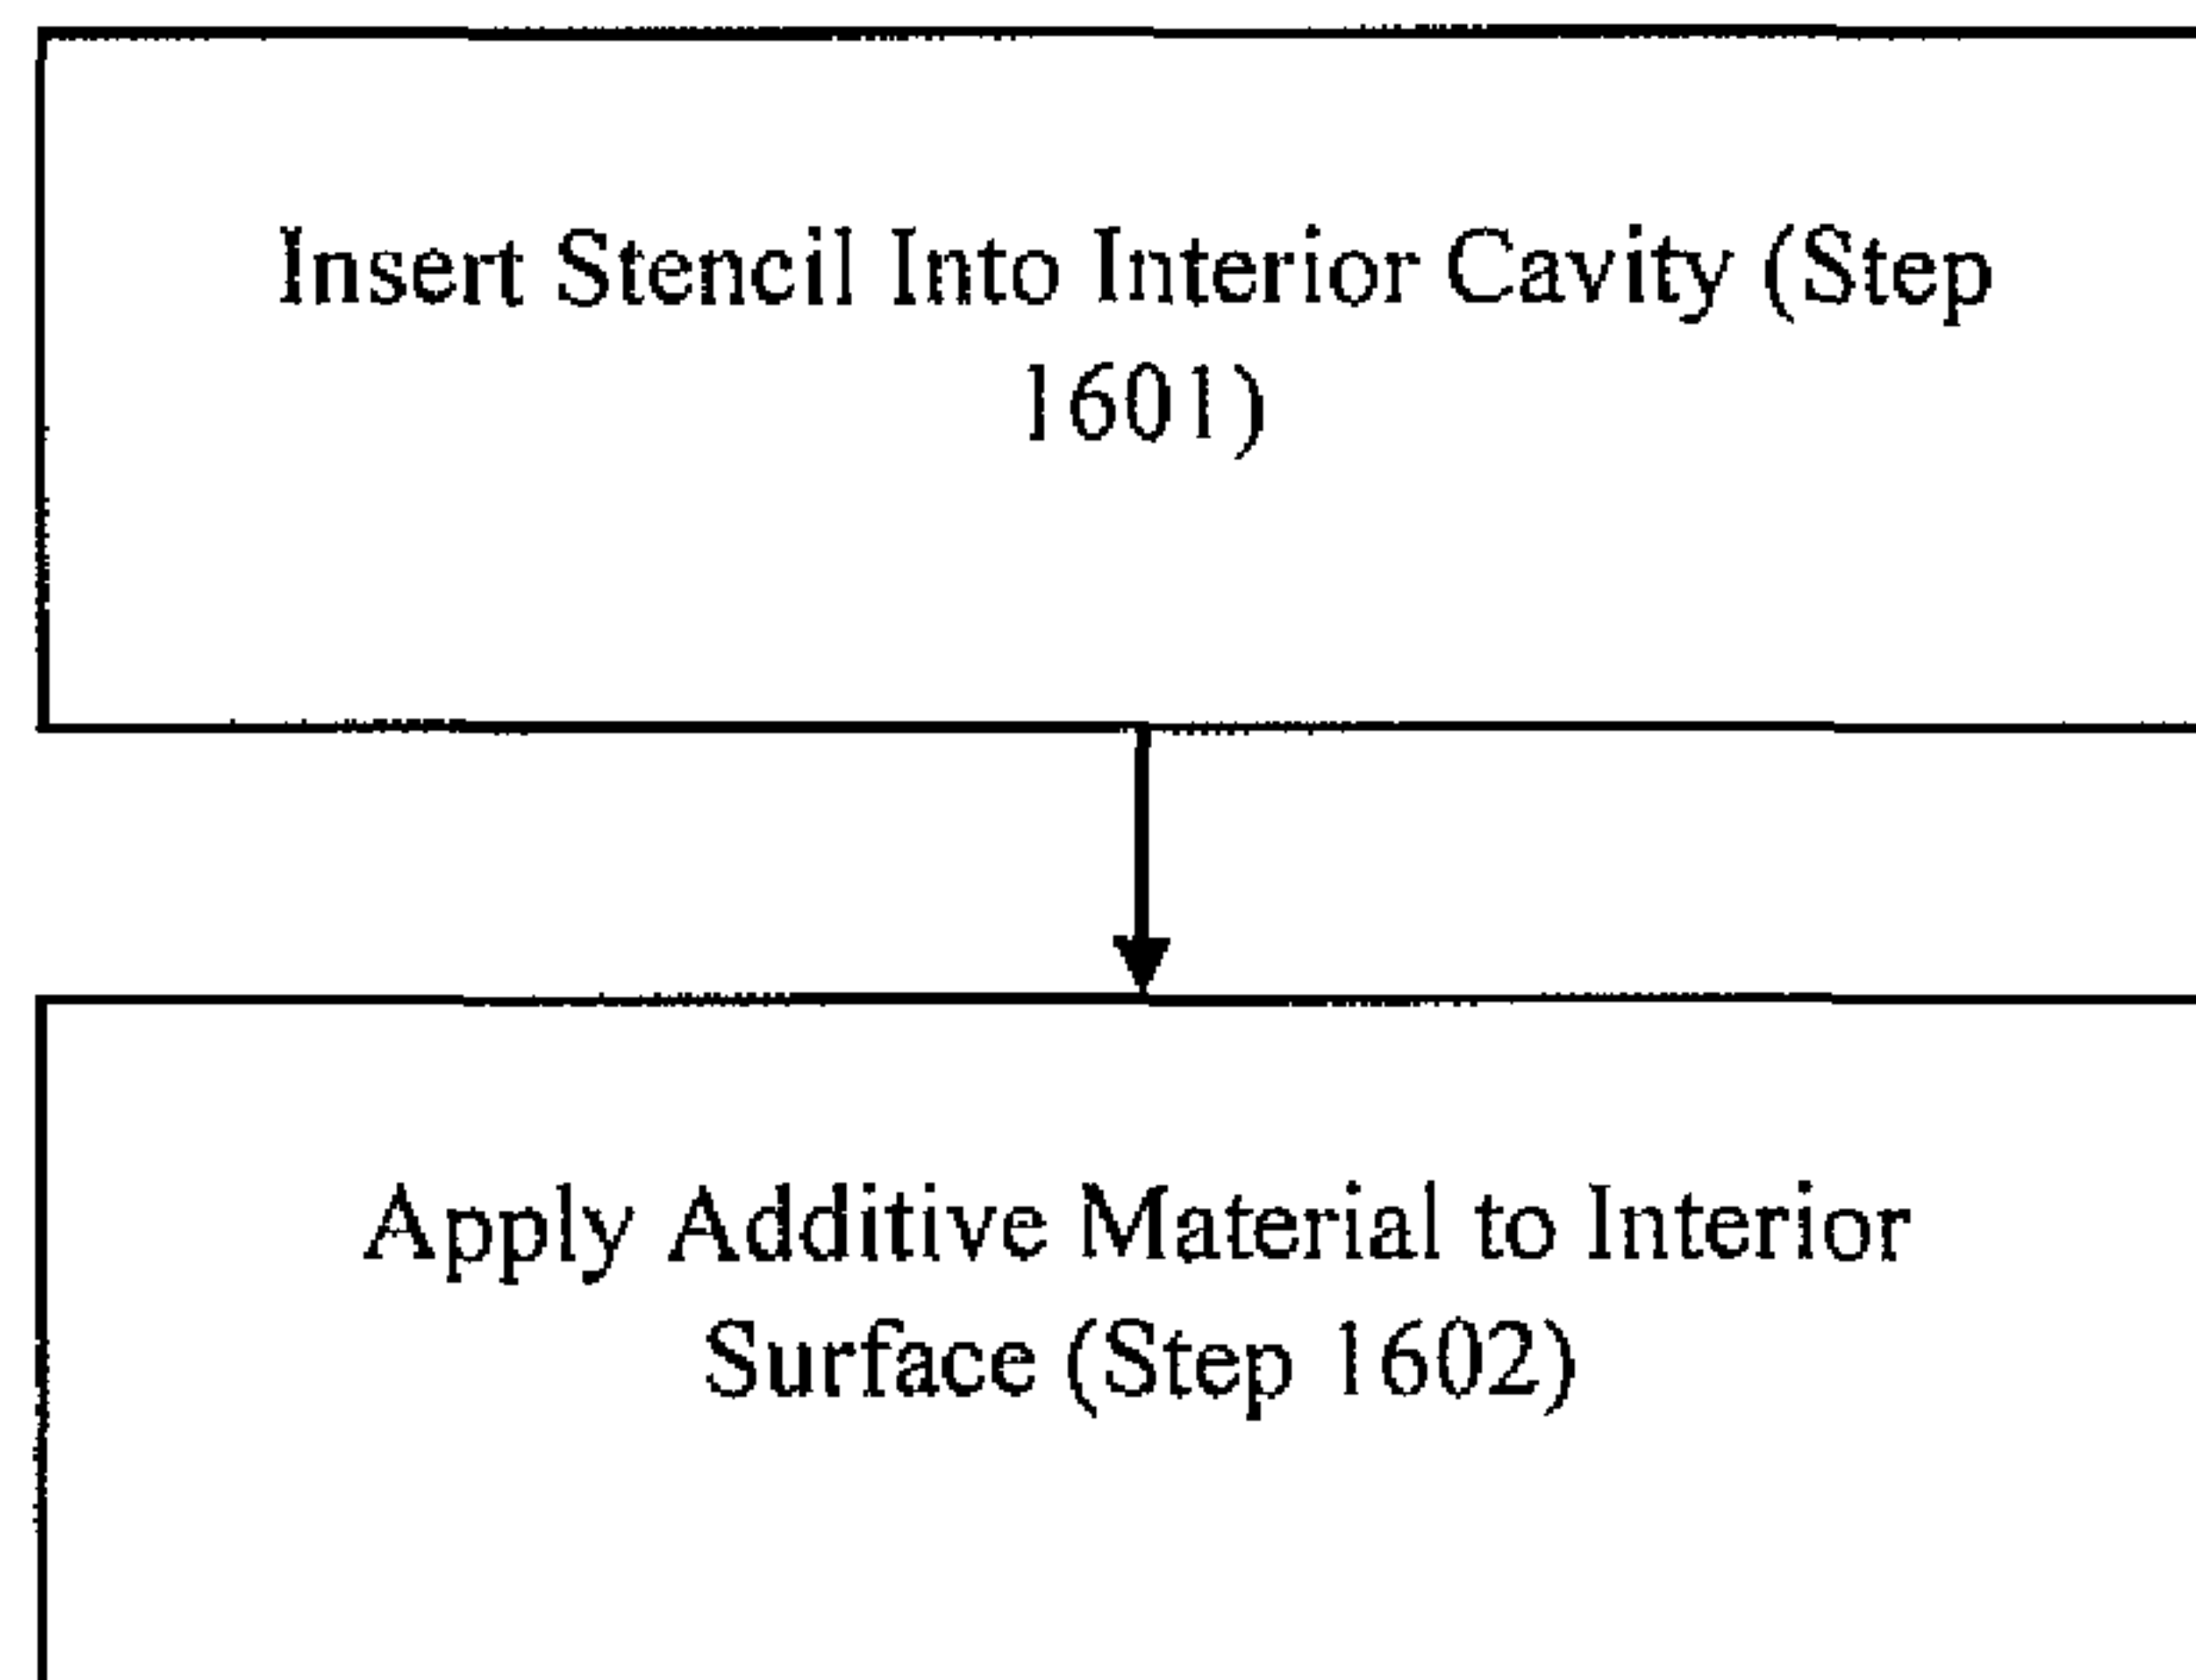 Insert Stencil Into Interior Cavity (Step
1601)
Apply Additive Material to Interior
Surface (Step 1602)